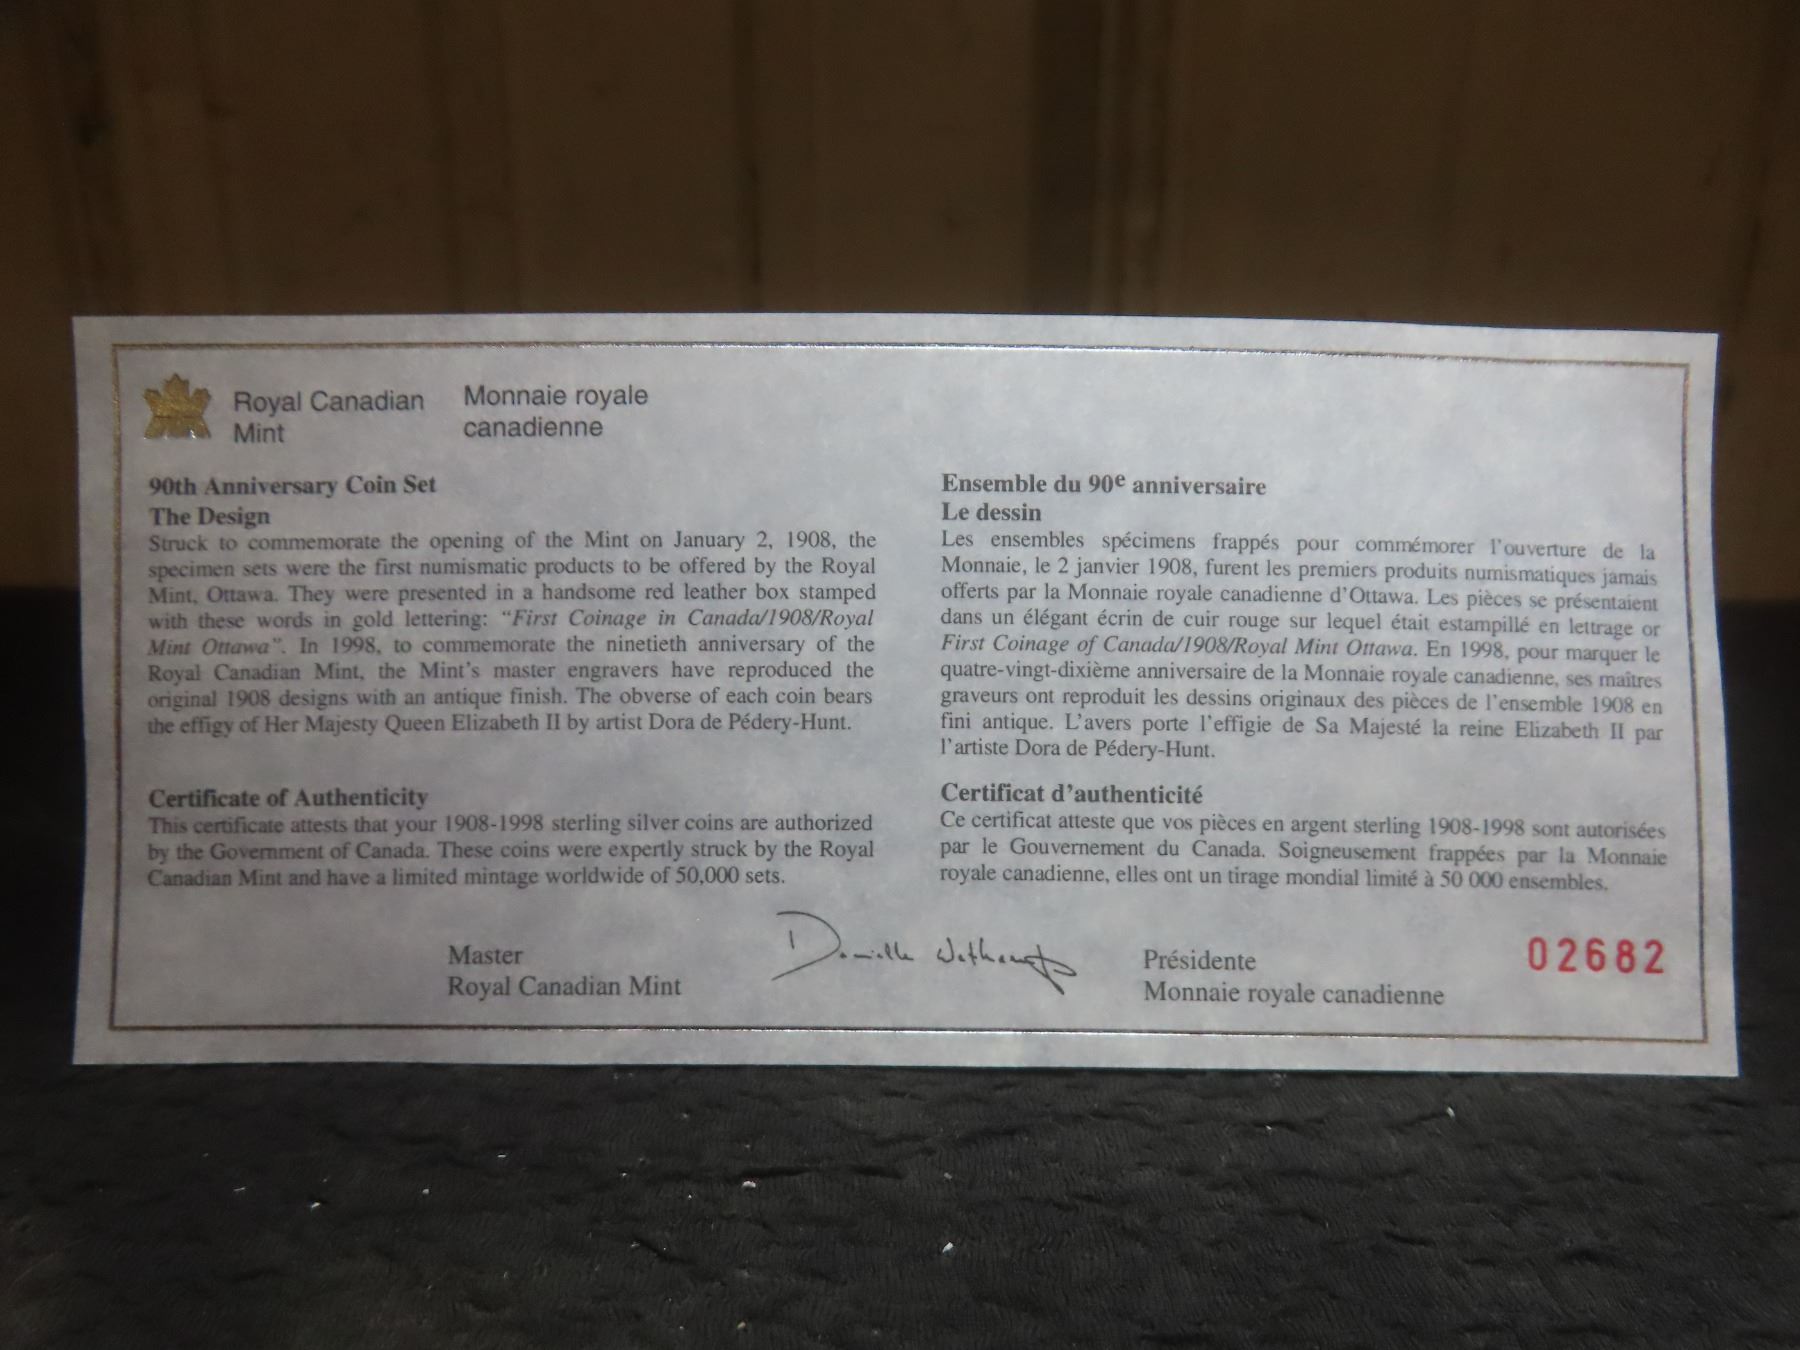 Royal Canadian
Mint
Monnaie royale
canadienne
90th Anniversary Coin Set
The Design
Struck to commemorate the opening of the Mint on January 2, 1908, the
specimen sets were the first numismatic products to be offered by the Royal
Mint, Ottawa. They were presented in a handsome red leather box stamped
with these words in gold lettering: “First Coinage in Canada/1908/Royal
Mint Ottawa”. In 1998, to commemorate the ninetieth anniversary of the
Royal Canadian Mint, the Mint’s master engravers have reproduced the
original 1908 designs with an antique finish. The obverse of each coin bears
the effigy of Her Majesty Queen Elizabeth II by artist Dora de Pédery-Hunt.
Certificate of Authenticity
This certificate attests that your 1908-1998 sterling silver coins are authorized
by the Government of Canada. These coins were expertly struck by the Royal
Canadian Mint and have a limited mintage worldwide of 50,000 sets.
Ensemble du 90e anniversaire
Le dessin
Les ensembles spécimens frappés pour commémorer l’ouverture de la
Monnaie, le 2 janvier 1908, furent les premiers produits numismatiques jamais
offerts par la Monnaie royale canadienne d’Ottawa. Les pièces se présentaient
dans un élégant écrin de cuir rouge sur lequel était estampillé en lettrage or
First Coinage of Canada/1908/Royal Mint Ottawa. En 1998, pour marquer le
quatre-vingt-dixième anniversaire de la Monnaie royale canadienne, ses maîtres
graveurs ont reproduit les dessins originaux des pièces de l’ensemble 1908 en
fini antique. L’avers porte l’effigie de Sa Majesté la reine Elizabeth II par
l’artiste Dora de Pédery-Hunt.
Certificat d’authenticité
Ce certificat atteste que vos pièces en argent sterling 1908-1998 sont autorisées
par le Gouvernement du Canada. Soigneusement frappées par la Monnaie
royale canadienne, elles ont un tirage mondial limité à 50 000 ensembles.
Master
Royal Canadian Mint
Danielle
Présidente
Monnaie royale canadienne
02682